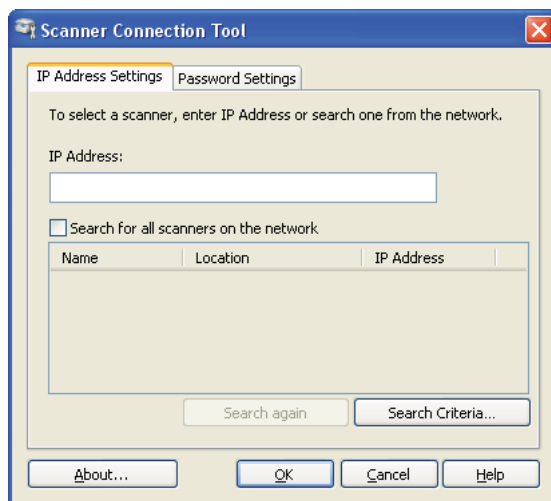 Scanner Connection Tool
IP Address Settings Password Settings
To select a scanner, enter IP Address or search one from the network.
IP Address:
Search for all scanners on the network
Name Location IP Address
Search again Search Criteria...
About... OK Cancel Help